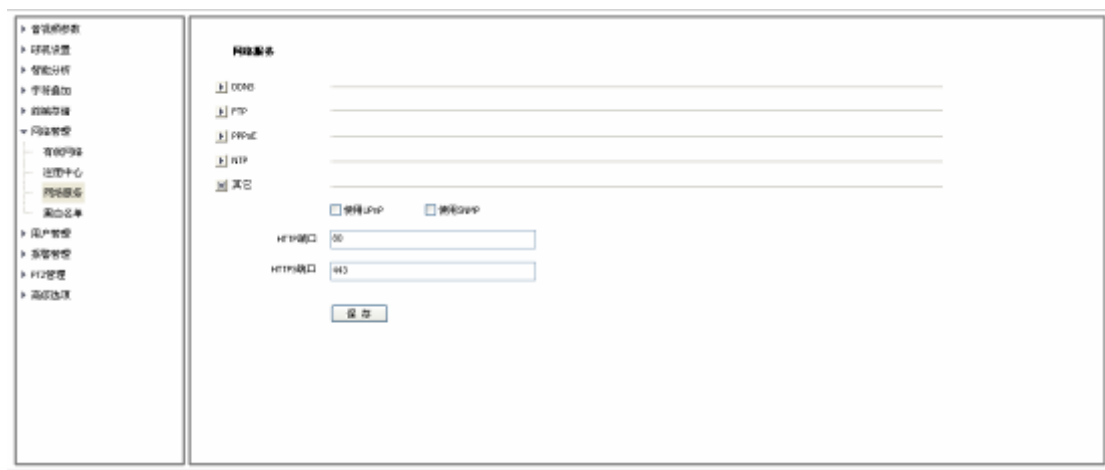 音视频参数
球机设置
智能分析
字符叠加
前端存储
网络管理
有线网络
注册中心
网络服务
黑白名单
用户管理
报警管理
PTZ管理
高级选项
网络服务
DDNS
FTP
PPPoE
NTP
其它
使用UPnP 使用SNMP
HTTP端口 80
HTTPS端口 443
保 存